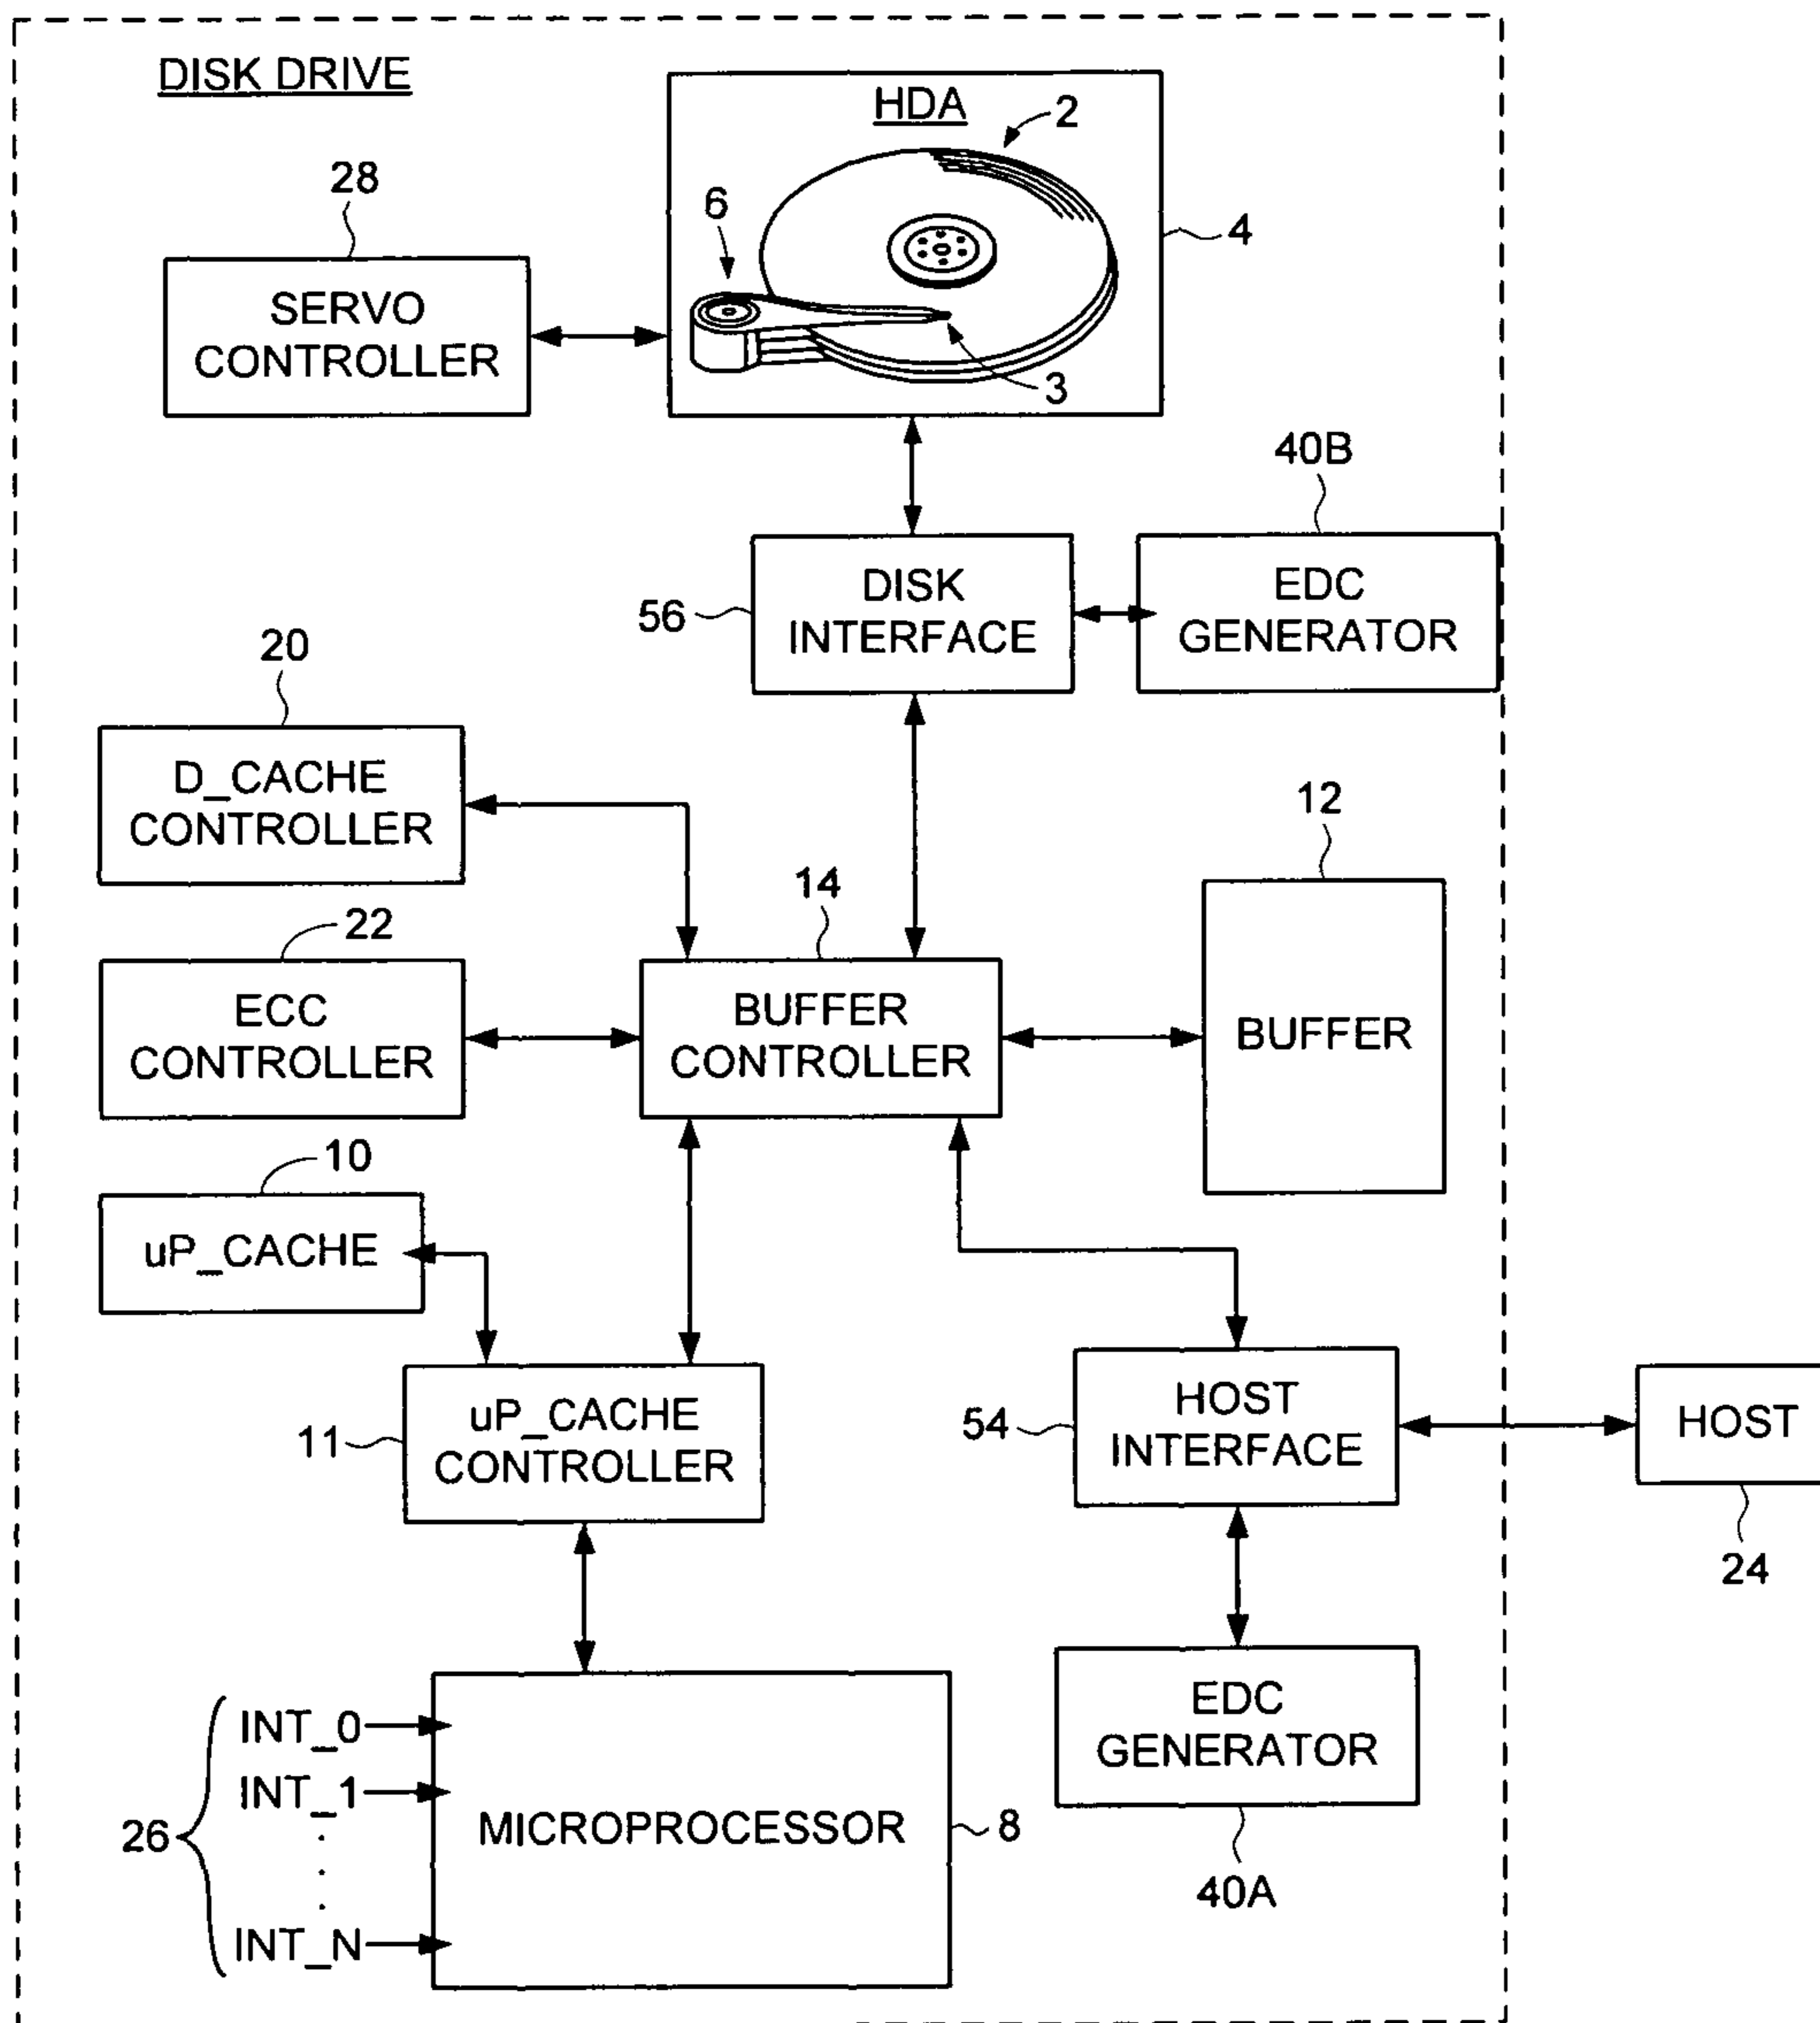 DISK DRIVE
HDA
2
28
6
4
SERVO
CONTROLLER
3
40B
DISK
INTERFACE
56
EDC
GENERATOR
20
D_CACHE
CONTROLLER
12
14
22
ECC
CONTROLLER
BUFFER
CONTROLLER
BUFFER
10
uP_CACHE
uP_CACHE
CONTROLLER
11
HOST
INTERFACE
54
HOST
24
INT_0
INT_1
INT_N
26
MICROPROCESSOR
8
EDC
GENERATOR
40A